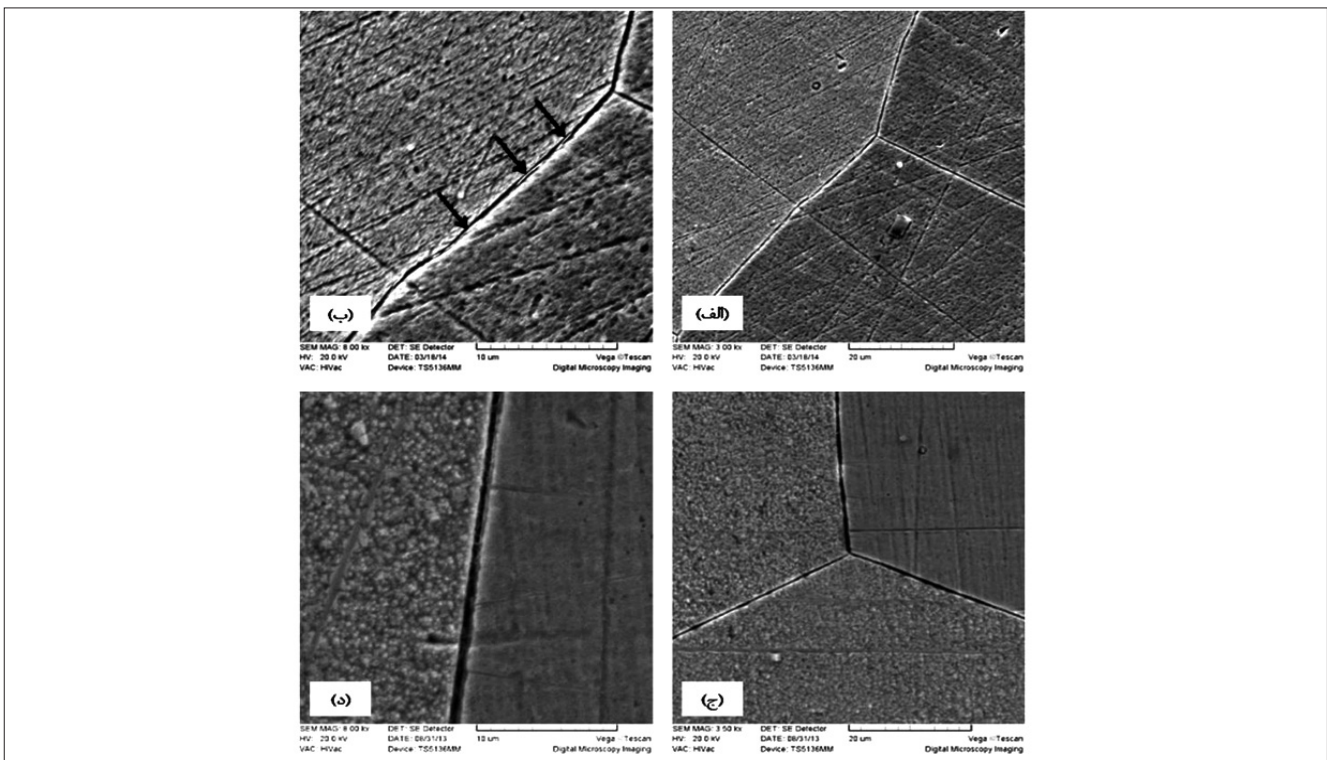 (ب)
SEM MAG: 8.00 kx DET: SE Detector
HV: 20.0 kV DATE: 03/18/14 10 um Vega ©Tescan
VAC: HiVac Device: TS5136MM Digital Microscopy Imaging
(الف)
SEM MAG: 3.00 kx DET: SE Detector
HV: 20.0 kV DATE: 03/18/14 20 um Vega ©Tescan
VAC: HiVac Device: TS5136MM Digital Microscopy Imaging
(د)
SEM MAG: 8.00 kx DET: SE Detector
HV: 20.0 kV DATE: 08/31/13 10 um Vega ©Tescan
VAC: HiVac Device: TS5136MM Digital Microscopy Imaging
(ج)
SEM MAG: 3.50 kx DET: SE Detector
HV: 20.0 kV DATE: 08/31/13 20 um Vega ©Tescan
VAC: HiVac Device: TS5136MM Digital Microscopy Imaging